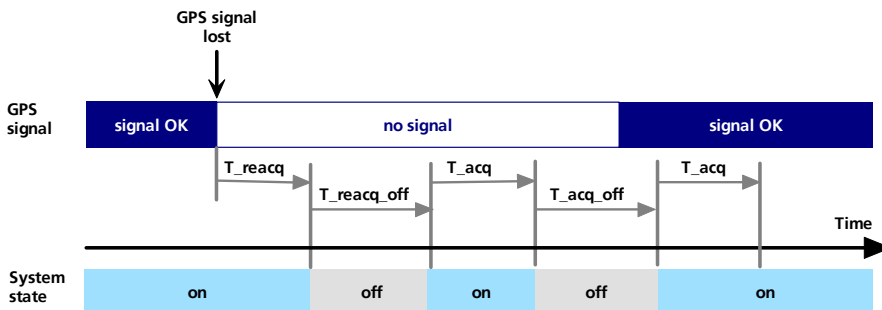 GPS signal
lost
GPS
signal
signal OK
no signal
signal OK
T_reacq
T_reacq_off
T_acq
T_acq_off
T_acq
Time
System
state
on
off
on
off
on